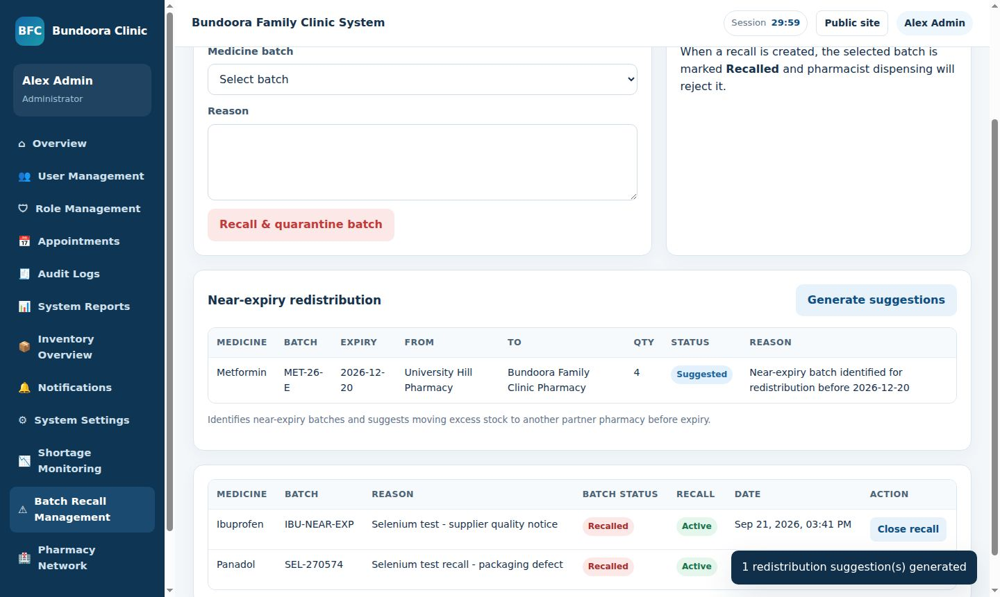 BFC Bundoora Clinic
Alex Admin
Administrator
Overview
User Management
Role Management
Appointments
Audit Logs
System Reports
Inventory
Overview
Notifications
System Settings
Shortage
Monitoring
Batch Recall
Management
Pharmacy
Network
Bundoora Family Clinic System
Session 29:59
Public site
Alex Admin
Medicine batch
Select batch
Reason
Recall & quarantine batch
When a recall is created, the selected batch is
marked Recalled and pharmacist dispensing will
reject it.
Near-expiry redistribution
Generate suggestions
MEDICINE BATCH EXPIRY FROM TO QTY STATUS REASON
Metformin MET-26- 2026-12- University Hill Bundoora Family 4 Suggested Near-expiry batch identified for
E 20 Pharmacy Clinic Pharmacy redistribution before 2026-12-20
Identifies near-expiry batches and suggests moving excess stock to another partner pharmacy before expiry.
MEDICINE BATCH REASON BATCH STATUS RECALL DATE ACTION
Ibuprofen IBU-NEAR-EXP Selenium test - supplier quality notice Recalled Active Sep 21, 2026, 03:41 PM Close recall
Panadol SEL-270574 Selenium test recall - packaging defect Recalled Active
1 redistribution suggestion(s) generated